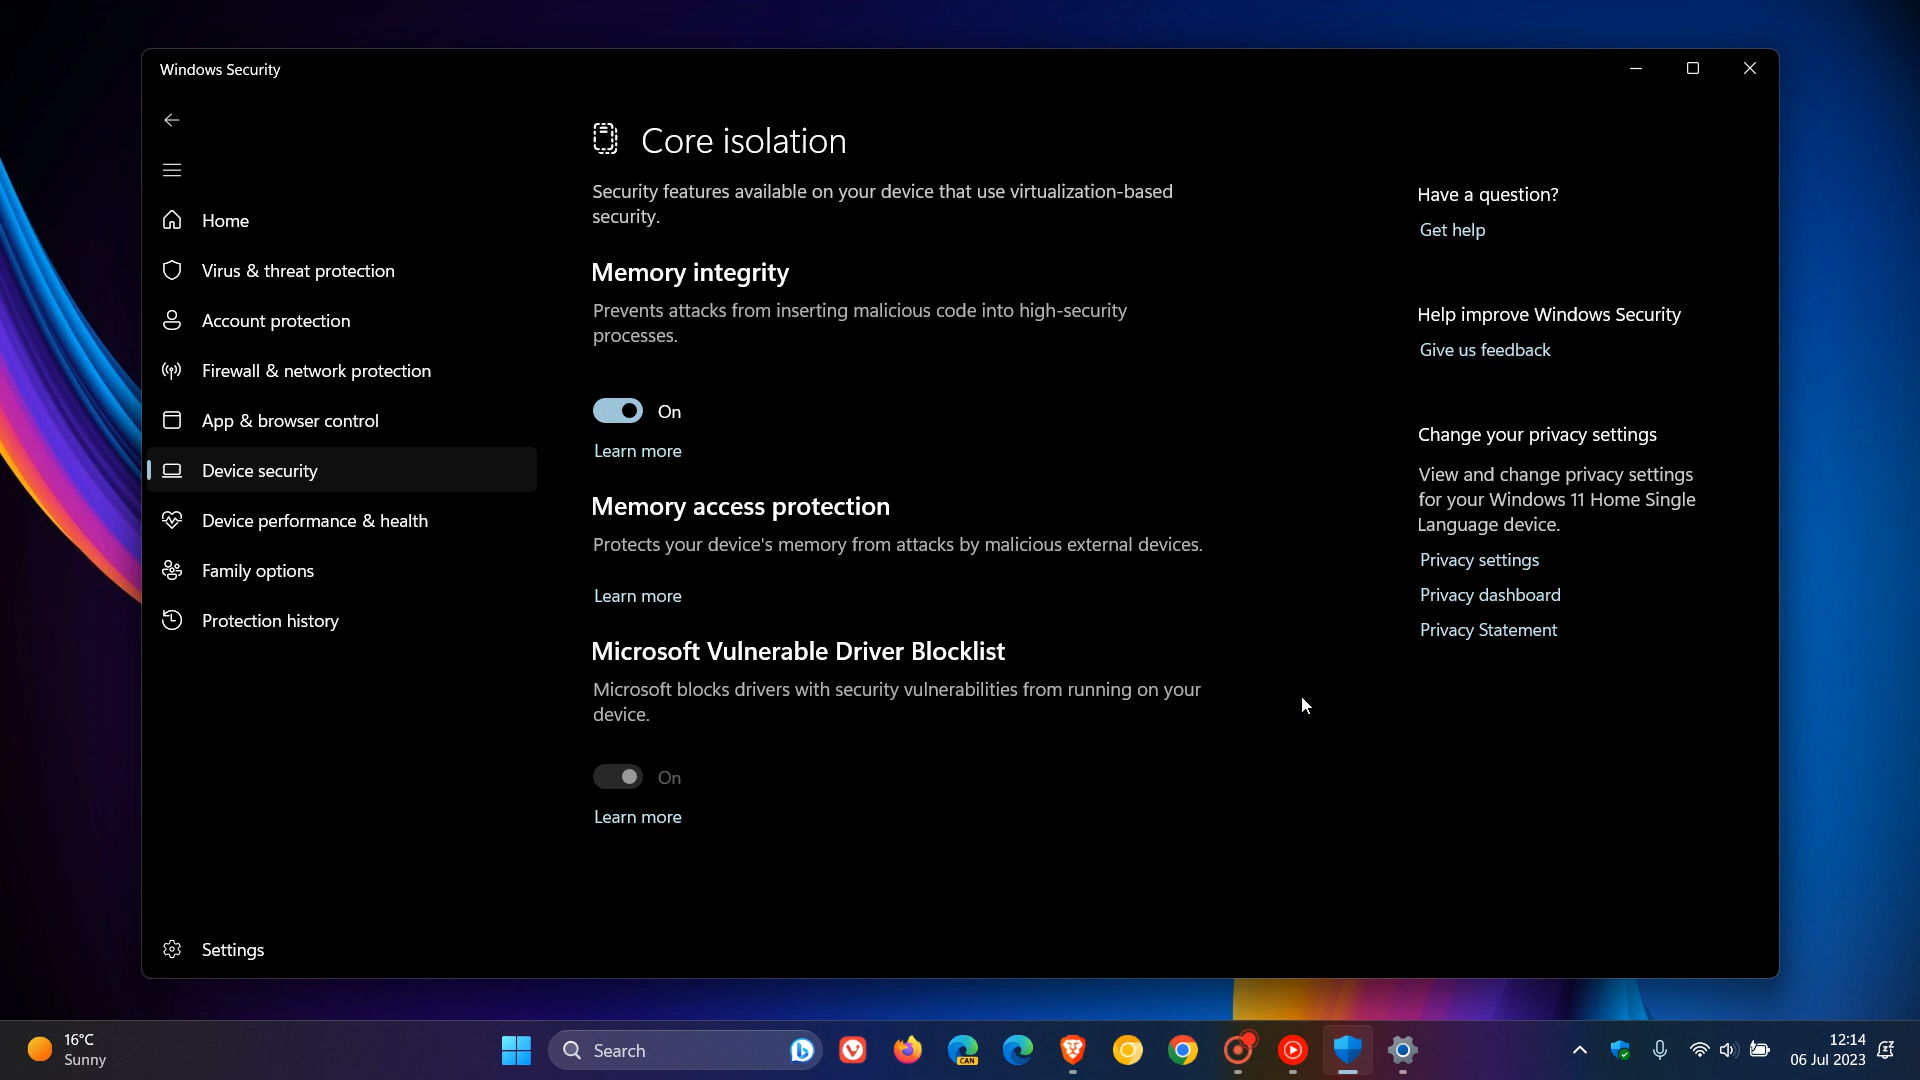 Windows Security
Home
Virus & threat protection
Account protection
Firewall & network protection
App & browser control
Device security
Device performance & health
Family options
Protection history
Settings
Core isolation
Security features available on your device that use virtualization-based
security.
Memory integrity
Prevents attacks from inserting malicious code into high-security
processes.
On
Learn more
Memory access protection
Protects your device's memory from attacks by malicious external devices.
Learn more
Microsoft Vulnerable Driver Blocklist
Microsoft blocks drivers with security vulnerabilities from running on your
device.
On
Learn more
Have a question?
Get help
Help improve Windows Security
Give us feedback
Change your privacy settings
View and change privacy settings
for your Windows 11 Home Single
Language device.
Privacy settings
Privacy dashboard
Privacy Statement
16°C
Sunny
Search
CAN
12:14
06 Jul 2023